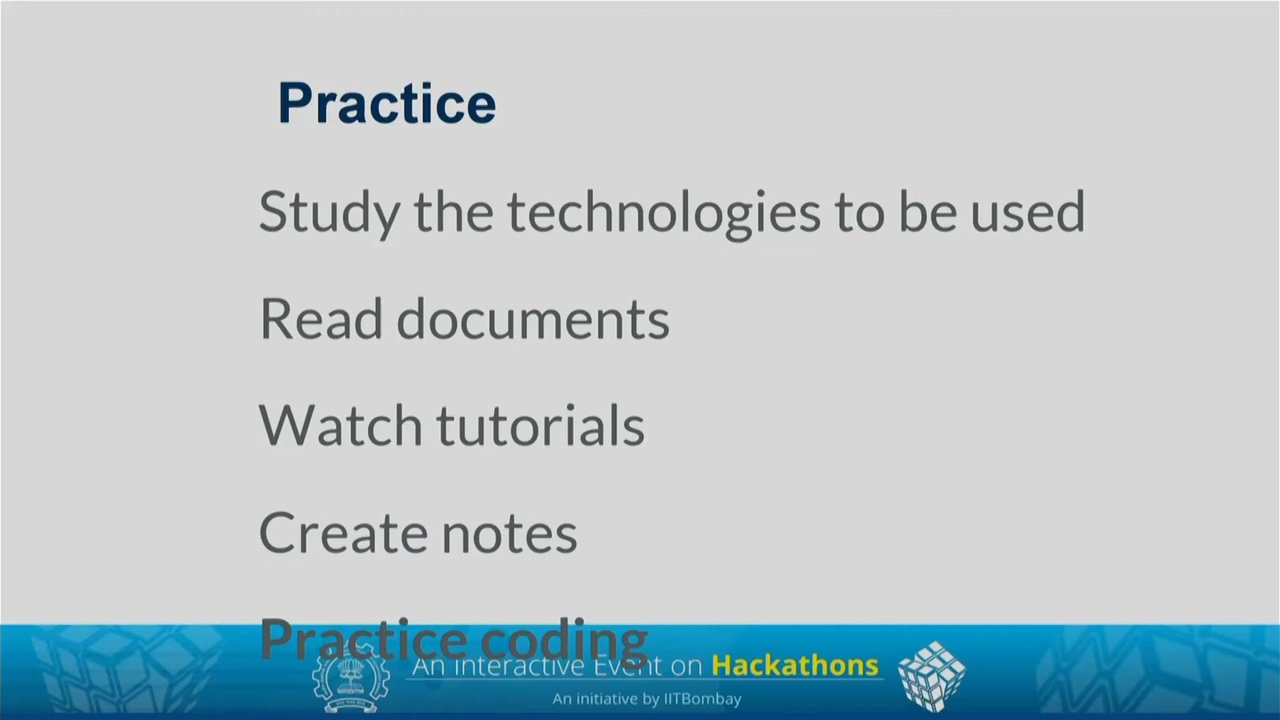 Practice
Study the technologies to be used
Read documents
Watch tutorials
Create notes
Practice coding
An Interactive Event on Hackathons
An initiative by IITBombay